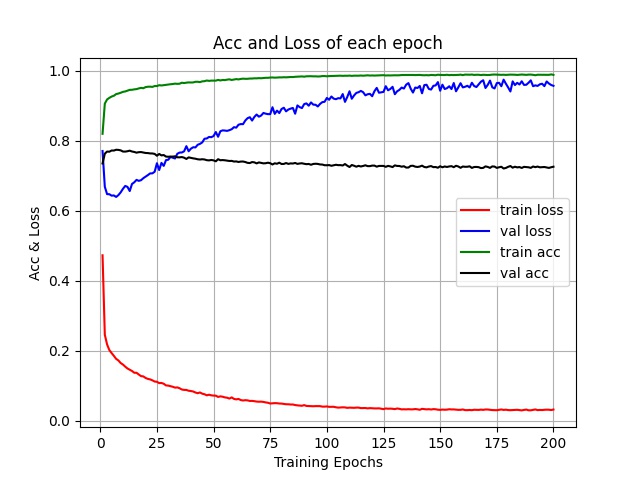 Acc and Loss of each epoch
1.0
0.8
0.6
0.4
0.2
0.0
Acc & Loss
train loss
val loss
train acc
val acc
0 25 50 75 100 125 150 175 200
Training Epochs